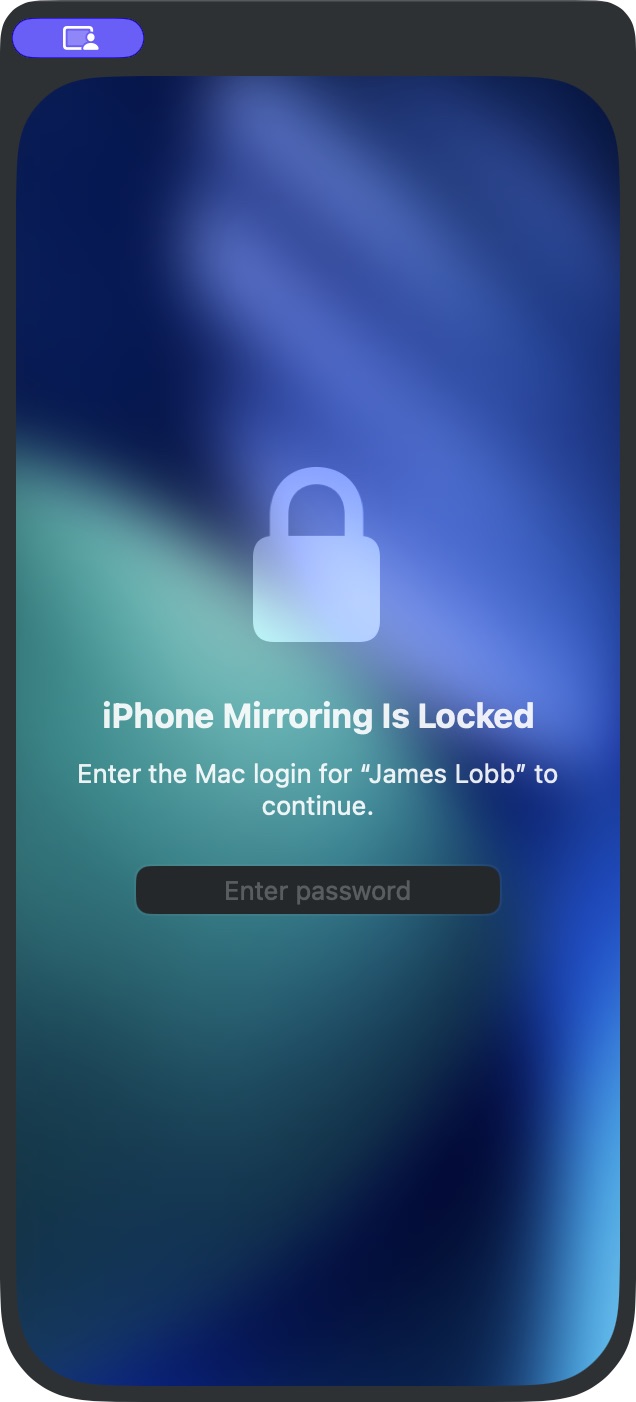 iPhone Mirroring Is Locked
Enter the Mac login for “James Lobb” to
continue.
Enter password